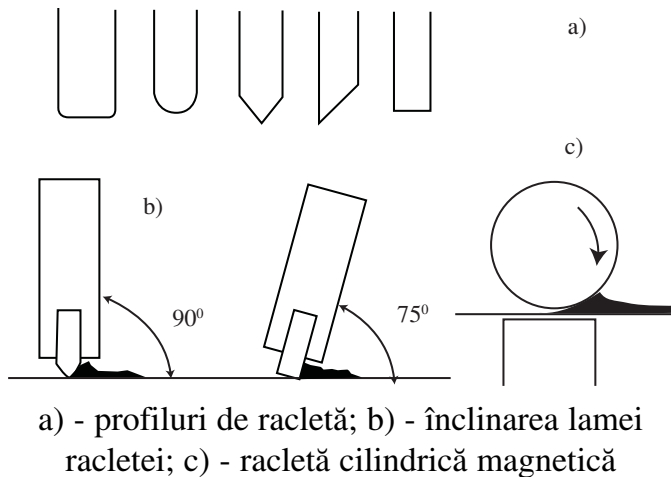 a)
c)
b)
90⁰
75⁰
a) - profiluri de racletă; b) - înclinarea lamei
racletei; c) - racletă cilindrică magnetică